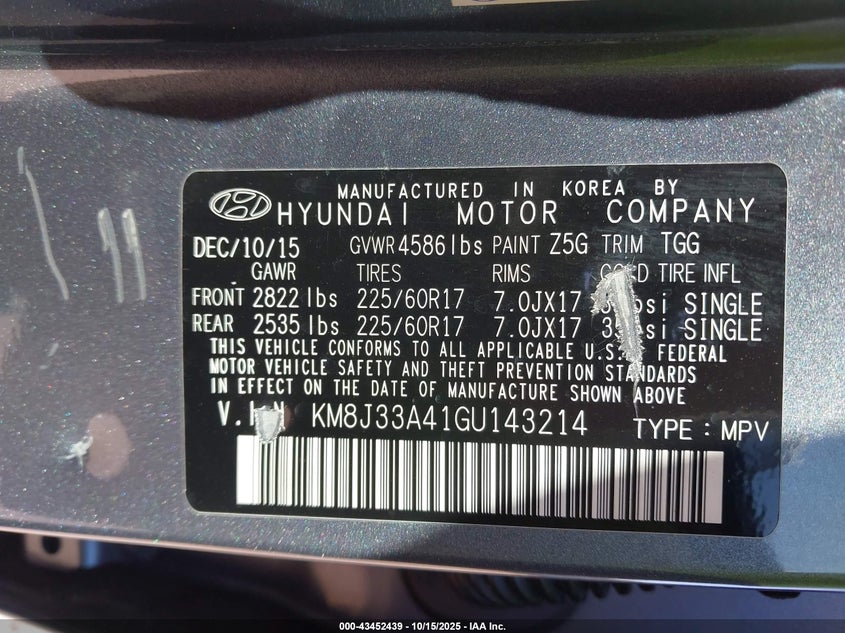 MANUFACTURED IN KOREA BY
HYUNDAI MOTOR COMPANY
DEC/10/15 GVWR 4586 lbs PAINT Z5G TRIM TGG
GAWR TIRES RIMS TIRE INFL
FRONT 2822 lbs 225/60R17 7.0JX17 SINGLE
REAR 2535 lbs 225/60R17 7.0JX17 SINGLE
THIS VEHICLE CONFORMS TO ALL APPLICABLE U.S. FEDERAL
MOTOR VEHICLE SAFETY AND THEFT PREVENTION STANDARDS
IN EFFECT ON THE DATE OF MANUFACTURE SHOWN ABOVE
KM8J33A41GU143214 TYPE : MPV
000-43452439 - 10/15/2025 - IAA Inc.